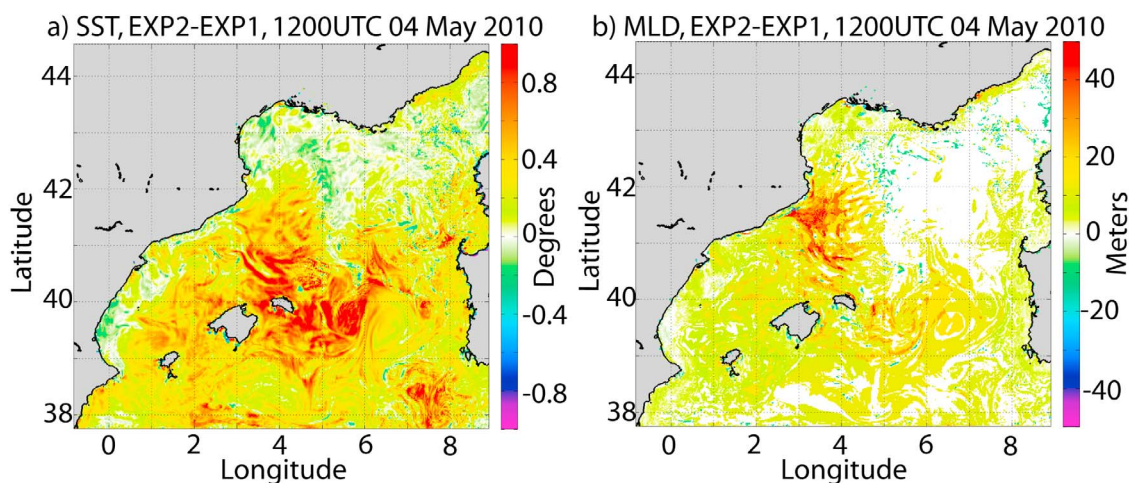 a) SST, EXP2-EXP1, 1200UTC 04 May 2010
44
42
40
38
Latitude
0 2 4 6 8
Longitude
0.8
0.4
0
-0.4
-0.8
Degrees
b) MLD, EXP2-EXP1, 1200UTC 04 May 2010
44
42
40
38
Latitude
0 2 4 6 8
Longitude
40
20
0
-20
-40
Meters